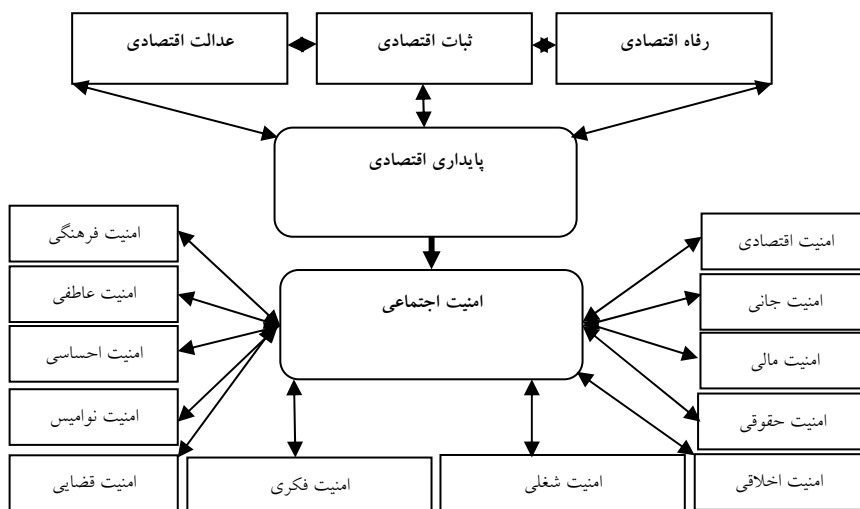 رفاه اقتصادی
ثبات اقتصادی
عدالت اقتصادی
پایداری اقتصادی
امنیت اجتماعی
امنیت اقتصادی
امنیت جانی
امنیت مالی
امنیت حقوقی
امنیت اخلاقی
امنیت شغلی
امنیت فکری
امنیت فرهنگی
امنیت عاطفی
امنیت احساسی
امنیت نوامیس
امنیت قضایی